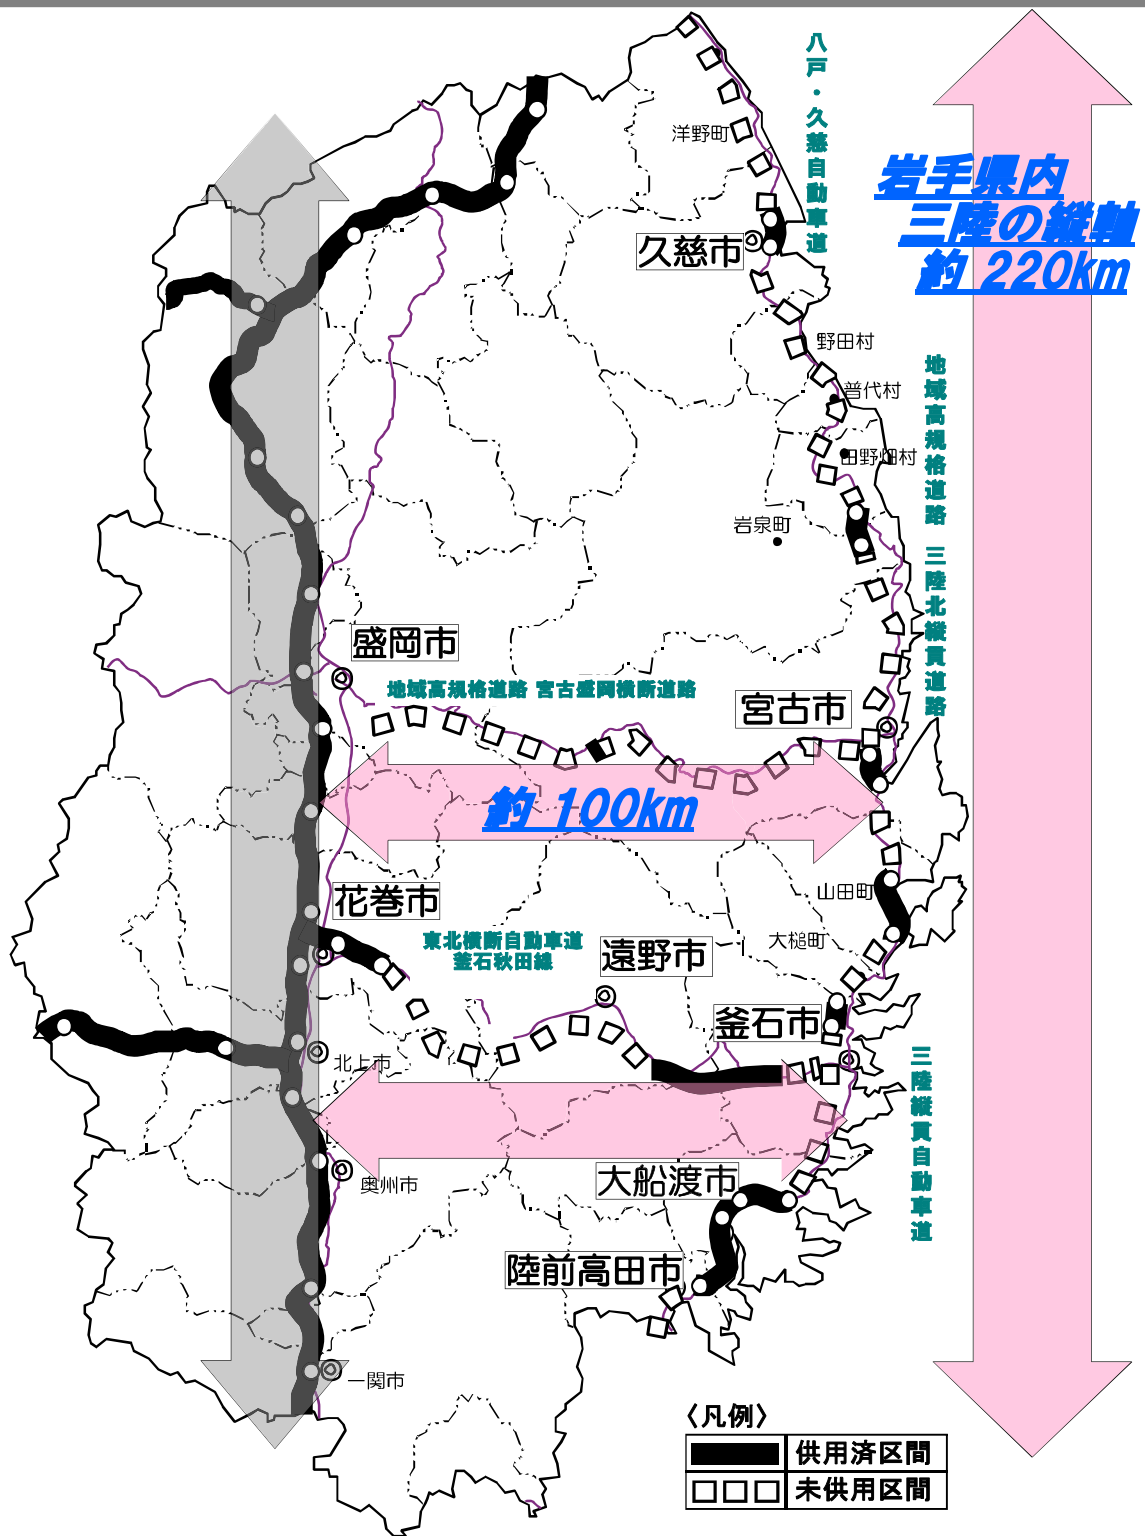 八戸・久慈自動車道
洋野町
岩手県内
三陸の縦軸
約 220km
久慈市
野田村
地域高規格道路 三陸北縦貫道路
普代村
田野畑村
岩泉町
盛岡市
地域高規格道路 宮古盛岡横断道路
宮古市
約 100km
花巻市
山田町
東北横断自動車道
釜石秋田線
遠野市
大槌町
釜石市
北上市
三陸縦貫自動車道
大船渡市
奥州市
陸前高田市
一関市
〈凡例〉
供用済区間
未供用区間